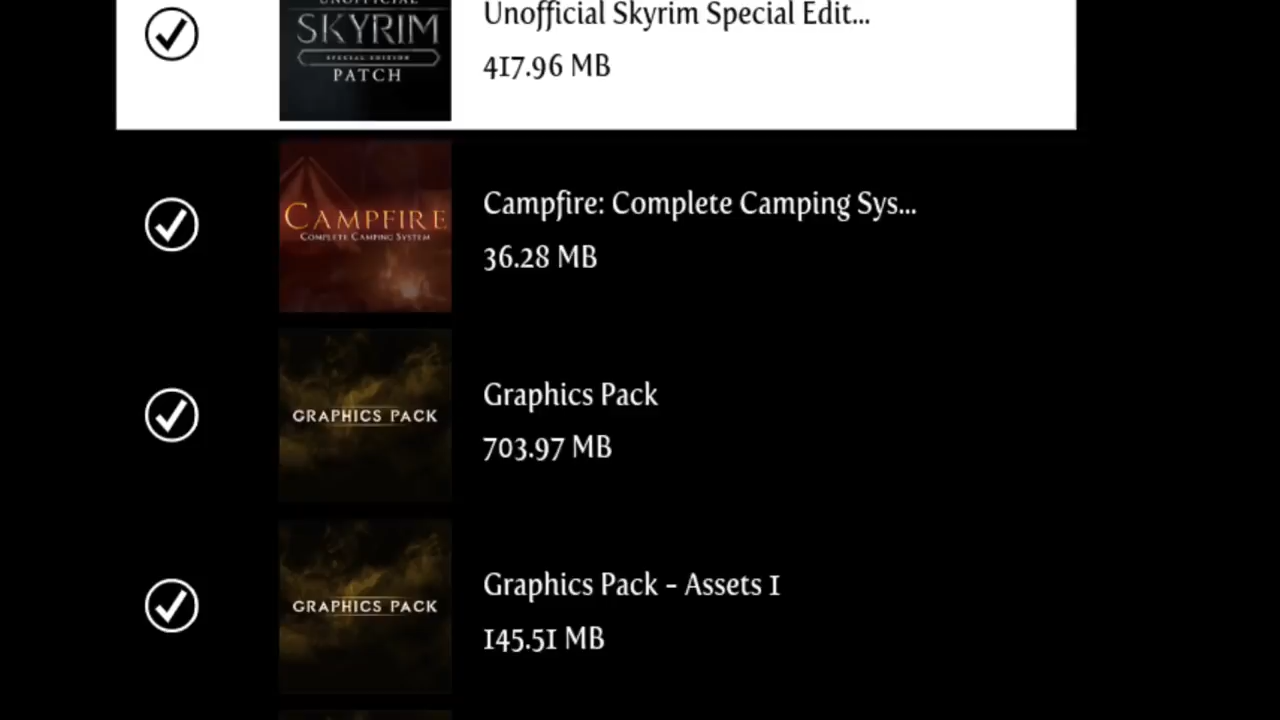 UNOFFICIAL
SKYRIM
SPECIAL EDITION
PATCH
Unofficial Skyrim Special Edit...
417.96 MB
CAMPFIRE
COMPLETE CAMPING SYSTEM
Campfire: Complete Camping Sys...
36.28 MB
GRAPHICS PACK
Graphics Pack
703.97 MB
GRAPHICS PACK
Graphics Pack - Assets 1
145.51 MB